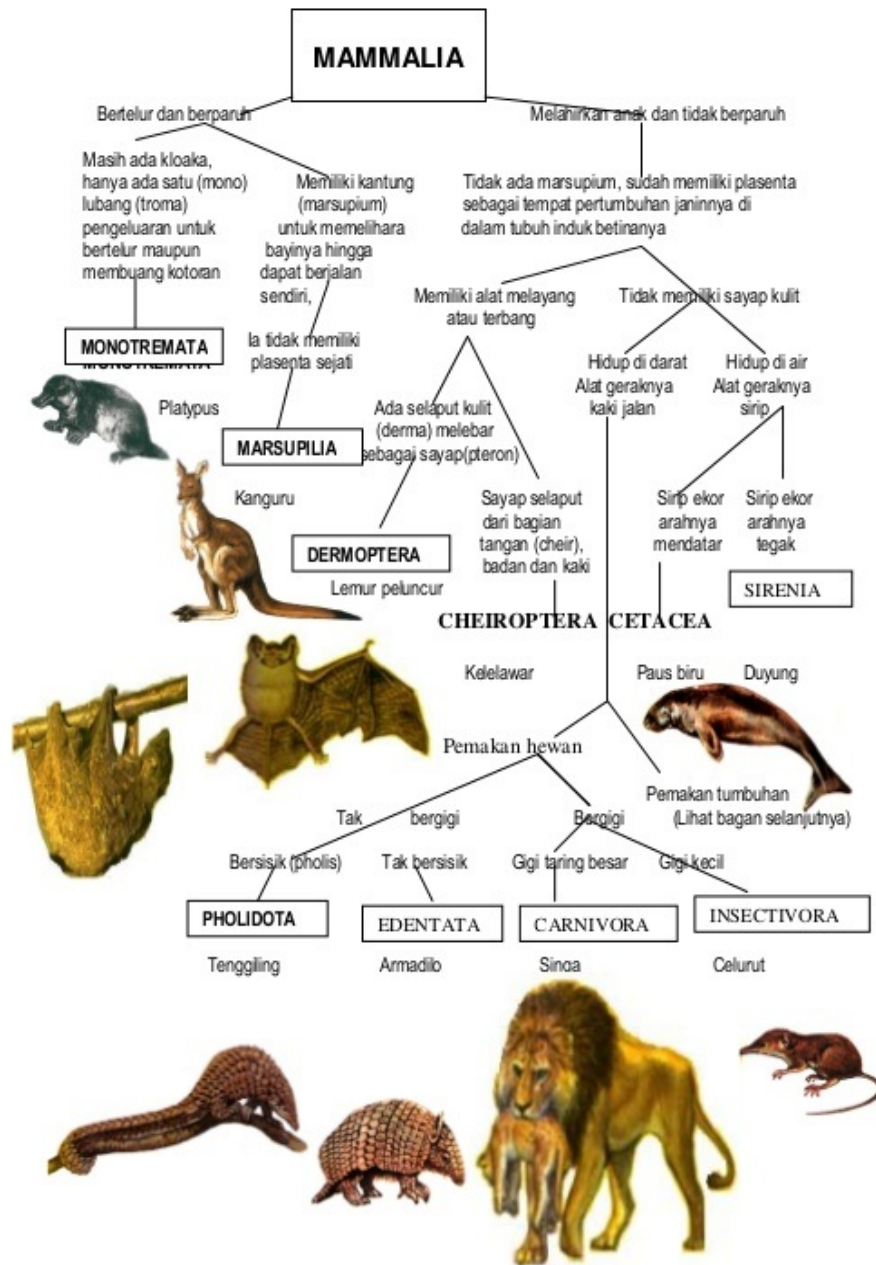 MAMMALIA
Bertelur dan berparuh
Melahirkan anak dan tidak berparuh
Masih ada kloaka,
hanya ada satu (mono)
lubang (troma)
pengeluaran untuk
bertelur maupun
membuang kotoran
Memiliki kantung
(marsupium)
untuk memelihara
bayinya hingga
dapat berjalan
sendiri,
Tidak ada marsupium, sudah memiliki plasenta
sebagai tempat pertumbuhan janinnya di
dalam tubuh induk betinanya
Memiliki alat melayang
atau terbang
Tidak memiliki sayap kulit
MONOTREMATA
MONOTREMATA
Ia tidak memiliki
plasenta sejati
Hidup di darat
Alat geraknya
kaki jalan
Hidup di air
Alat geraknya
sirip
Platypus
Ada selaput kulit
(derma) melebar
sebagai sayap(pteron)
MARSUPILIA
Kanguru
Sayap selaput
dari bagian
tangan (cheir),
badan dan kaki
Sirip ekor
arahnya
mendatar
Sirip ekor
arahnya
tegak
DERMOPTERA
Lemur peluncur
SIRENIA
CHEIROPTERA
CETACEA
Kelelawar
Paus biru
Duyung
Pemakan hewan
Pemakan tumbuhan
(Lihat bagan selanjutnya)
Tak bergigi
Bergigi
Bersisik (pholis)
Tak bersisik
Gigi taring besar
Gigi kecil
PHOLIDOTA
EDENTATA
CARNIVORA
INSECTIVORA
Tenggiling
Armadilo
Singa
Celurut